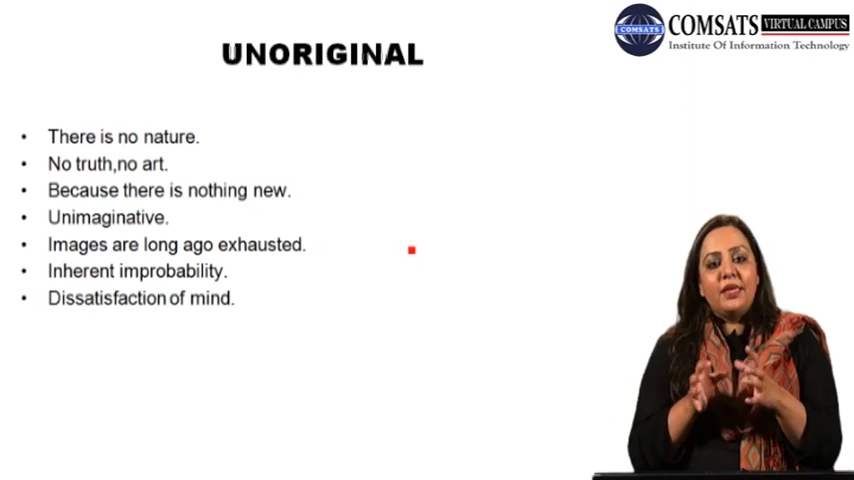 COMSATS VIRTUAL CAMPUS
Institute Of Information Technology
COMSATS
UNORIGINAL
• There is no nature.
• No truth,no art.
• Because there is nothing new.
• Unimaginative.
• Images are long ago exhausted.
• Inherent improbability.
• Dissatisfaction of mind.